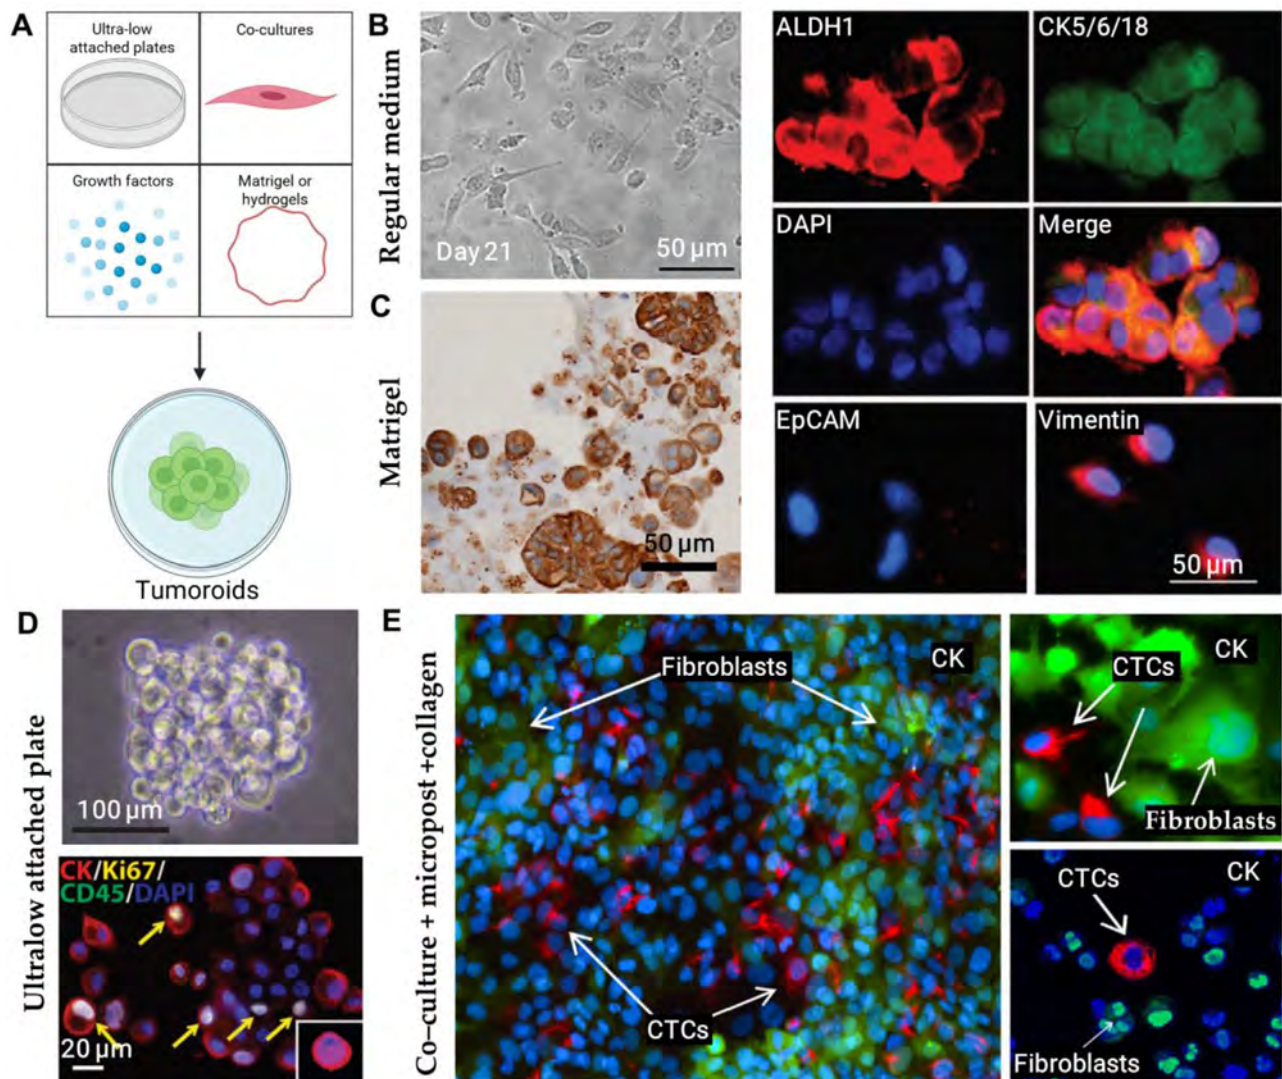 A
Ultra-low
attached plates
Co-cultures
Growth factors
Matrigel or
hydrogels
Tumoroids
B
Regular medium
Day 21
50 µm
C
Matrigel
50 µm
ALDH1
CK5/6/18
DAPI
Merge
EpCAM
Vimentin
50 µm
D
Ultralow attached plate
100 µm
CK/Ki67/
CD45/DAPI
20 µm
E
Co–culture + micropost +collagen
Fibroblasts
CK
CTCs
CTCs
CK
Fibroblasts
CTCs
CK
Fibroblasts